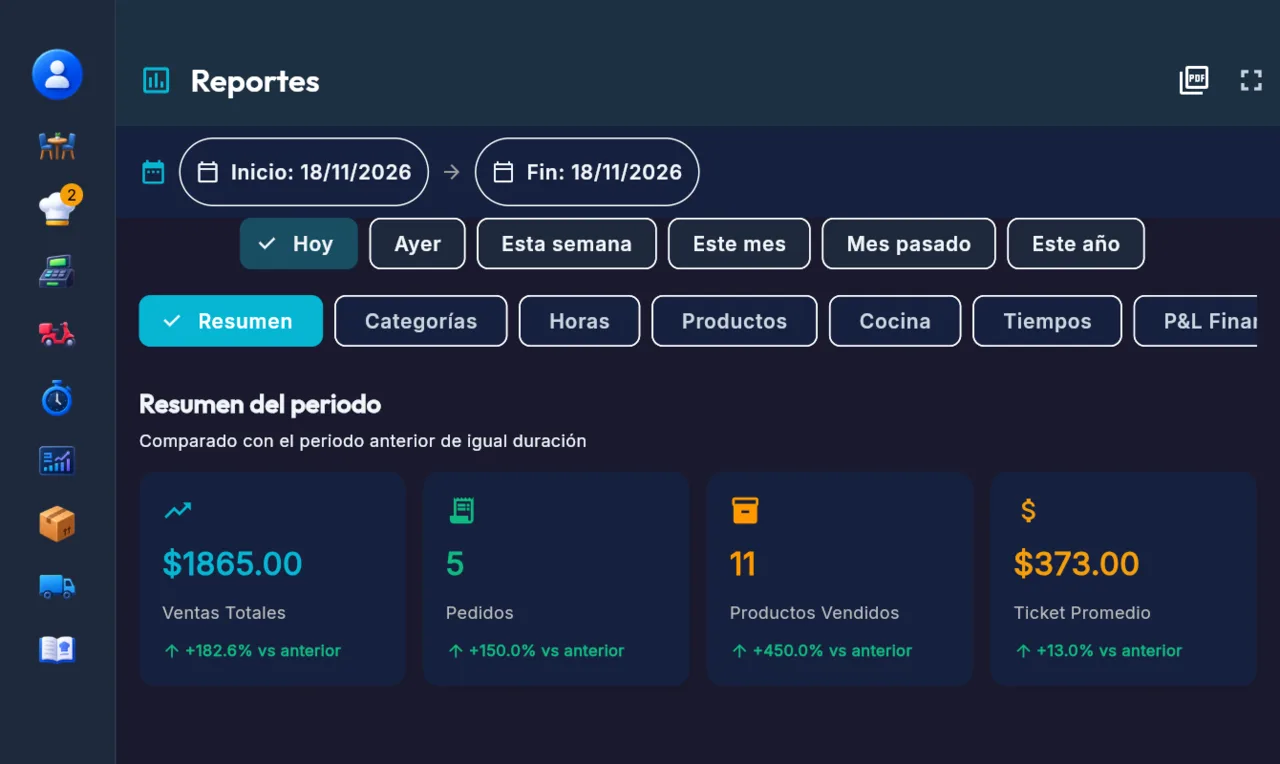 Reportes
PDF
2
Inicio: 18/11/2026 → Fin: 18/11/2026
Hoy Ayer Esta semana Este mes Mes pasado Este año
Resumen Categorías Horas Productos Cocina Tiempos P&L Finan
Resumen del periodo
Comparado con el periodo anterior de igual duración
$1865.00
Ventas Totales
↑ +182.6% vs anterior
5
Pedidos
↑ +150.0% vs anterior
11
Productos Vendidos
↑ +450.0% vs anterior
$
$373.00
Ticket Promedio
↑ +13.0% vs anterior